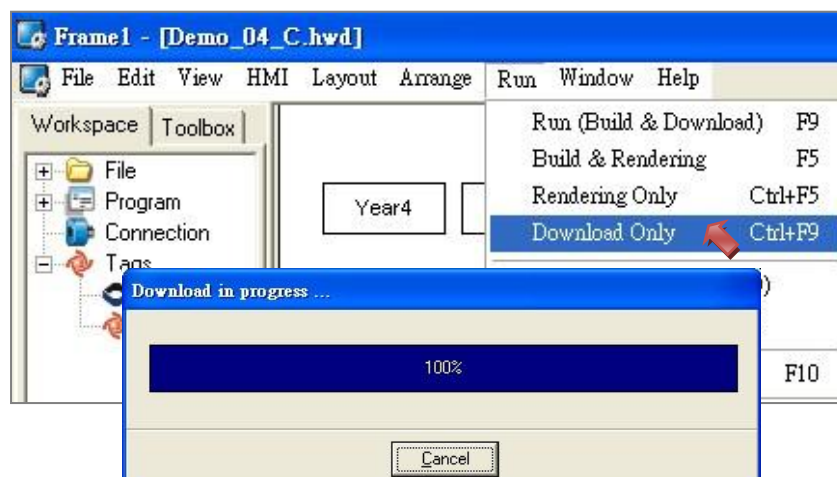 Frame1 - [Demo_04_C.hwd]
File Edit View HMI Layout Arrange Run Window Help
Workspace Toolbox
Run (Build & Download) F9
Build & Rendering F5
Rendering Only Ctrl+F5
Download Only Ctrl+F9
File
Program
Connection
Tags
Year4
)
F10
Download in progress ...
100%
Cancel